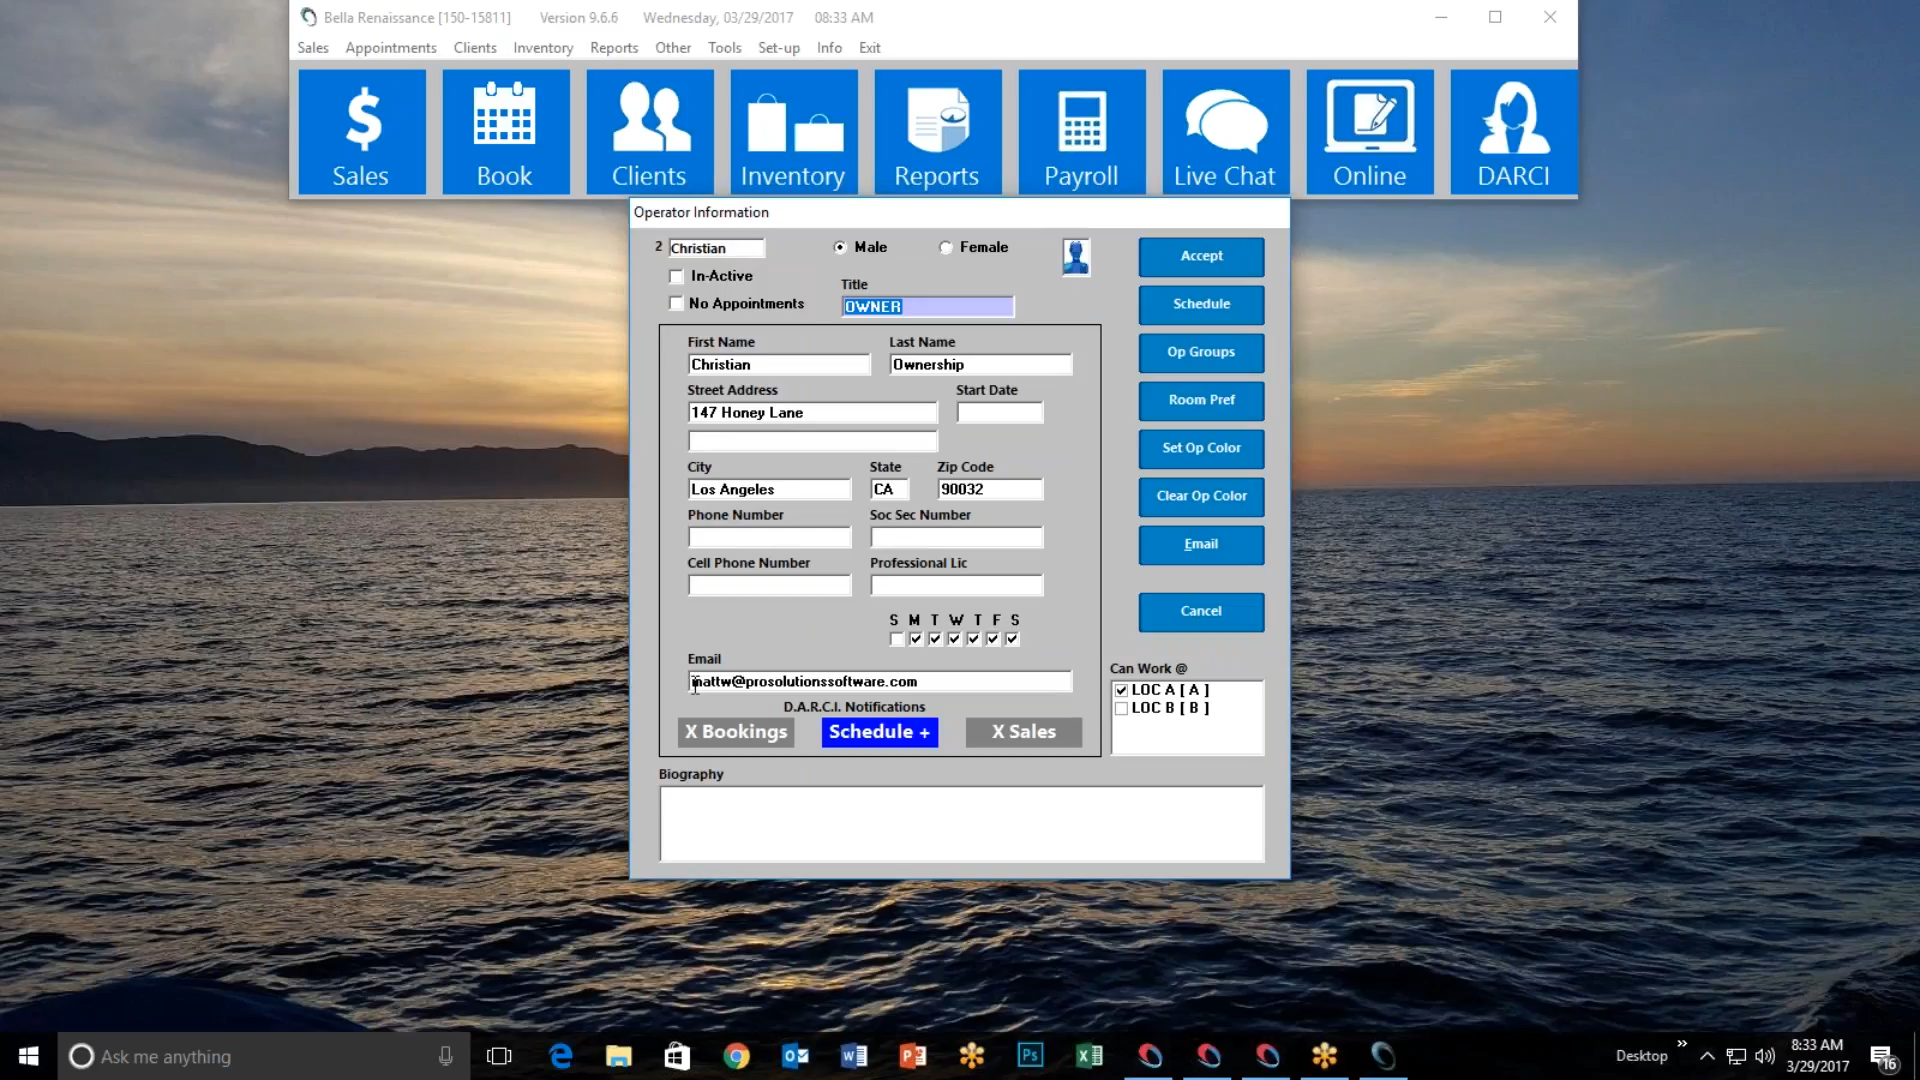 Bella Renaissance [150-15811] Version 9.6.6 Wednesday, 03/29/2017 08:33 AM
Sales Appointments Clients Inventory Reports Other Tools Set-up Info Exit
Sales Book Clients Inventory Reports Payroll Live Chat Online DARCI
Operator Information
2 Christian Male Female
In-Active
No Appointments
Title
OWNER
First Name Last Name
Christian Ownership
Street Address Start Date
147 Honey Lane
City State Zip Code
Los Angeles CA 90032
Phone Number Soc Sec Number
Cell Phone Number Professional Lic
S M T W T F S
Email
mattw@prosolutionssoftware.com
D.A.R.C.I. Notifications
X Bookings Schedule + X Sales
Biography
Accept
Schedule
Op Groups
Room Pref
Set Op Color
Clear Op Color
Email
Cancel
Can Work @
LOC A [ A ]
LOC B [ B ]
Ask me anything
Desktop
8:33 AM
3/29/2017
16